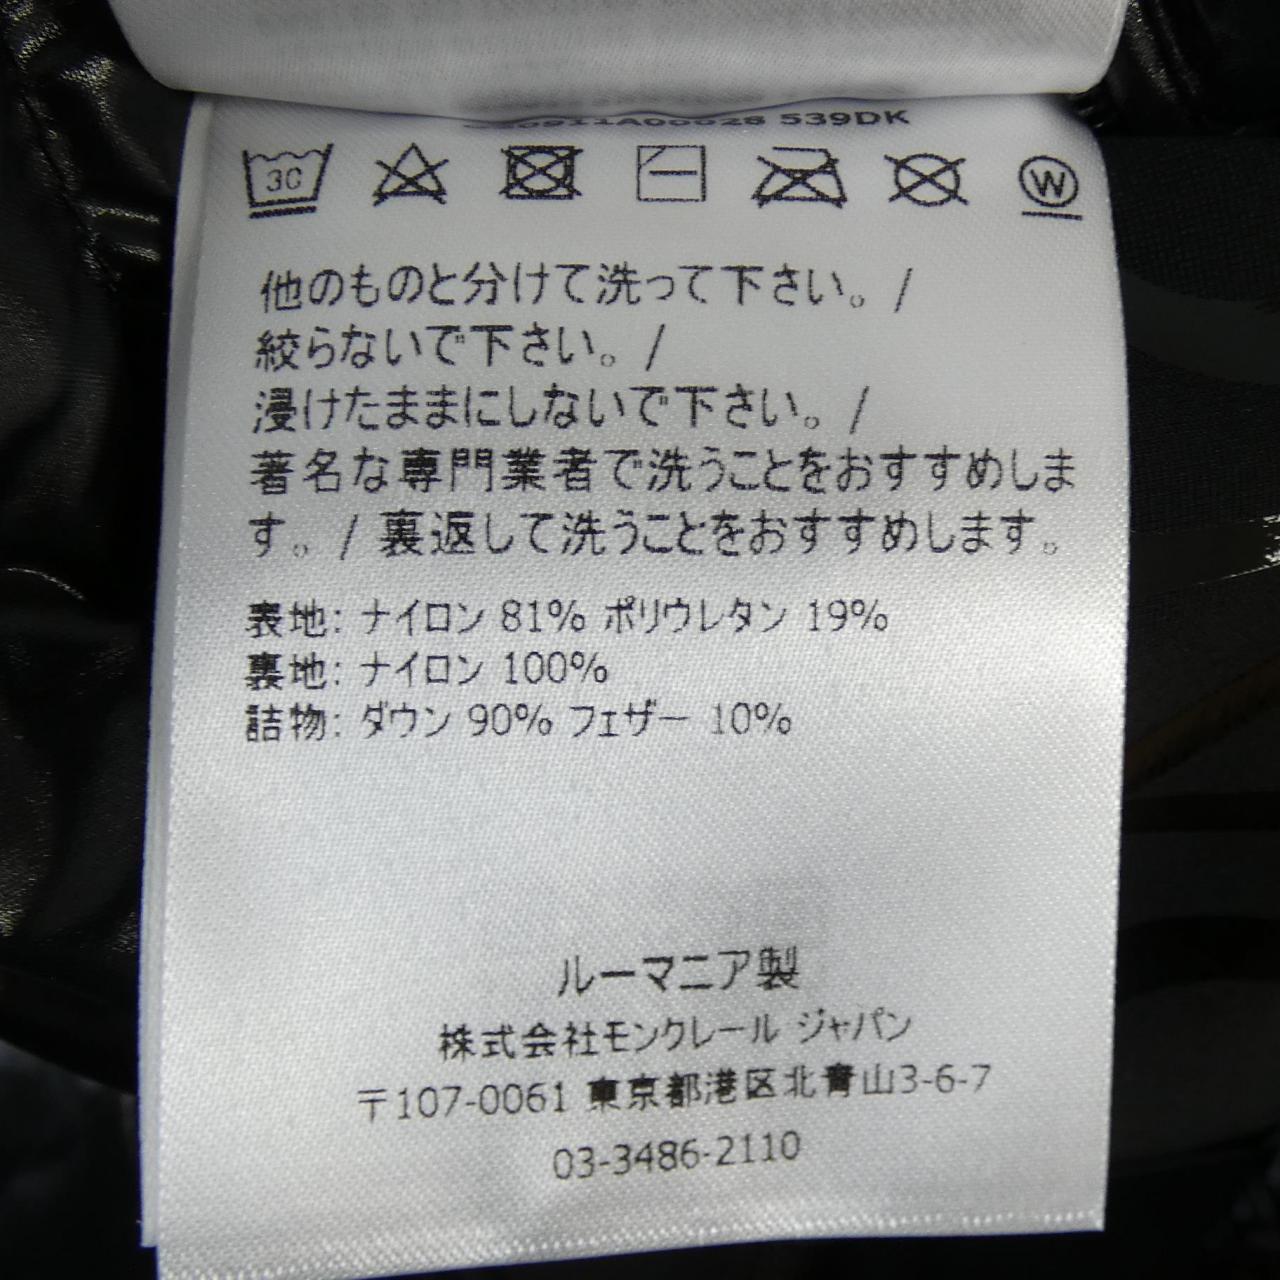 539DK
30
W
他のものと分けて洗って下さい。/
絞らないで下さい。/
浸けたままにしないで下さい。/
著名な専門業者で洗うことをおすすめしま
す。/ 裏返して洗うことをおすすめします。
表地: ナイロン 81% ポリウレタン 19%
裏地: ナイロン 100%
詰物: ダウン 90% フェザー 10%
ルーマニア製
株式会社モンクレール ジャパン
〒107-0061 東京都港区北青山3-6-7
03-3486-2110